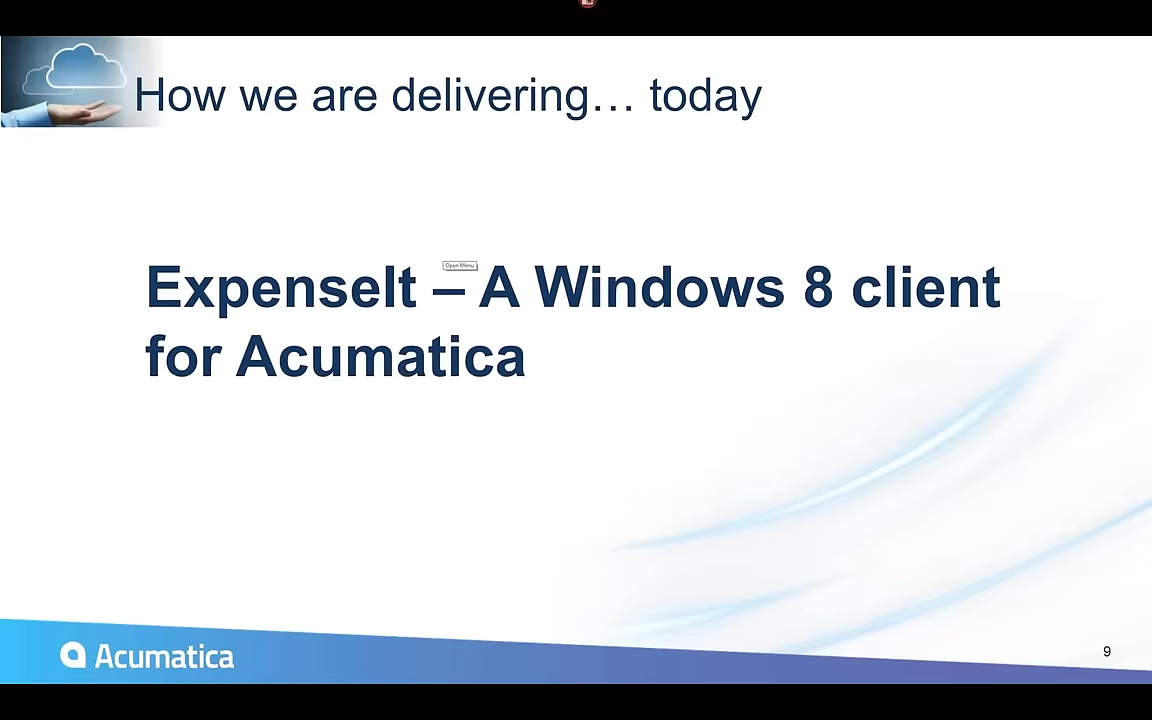 How we are delivering… today
Open Menu
ExpenseIt – A Windows 8 client
for Acumatica
Acumatica
9